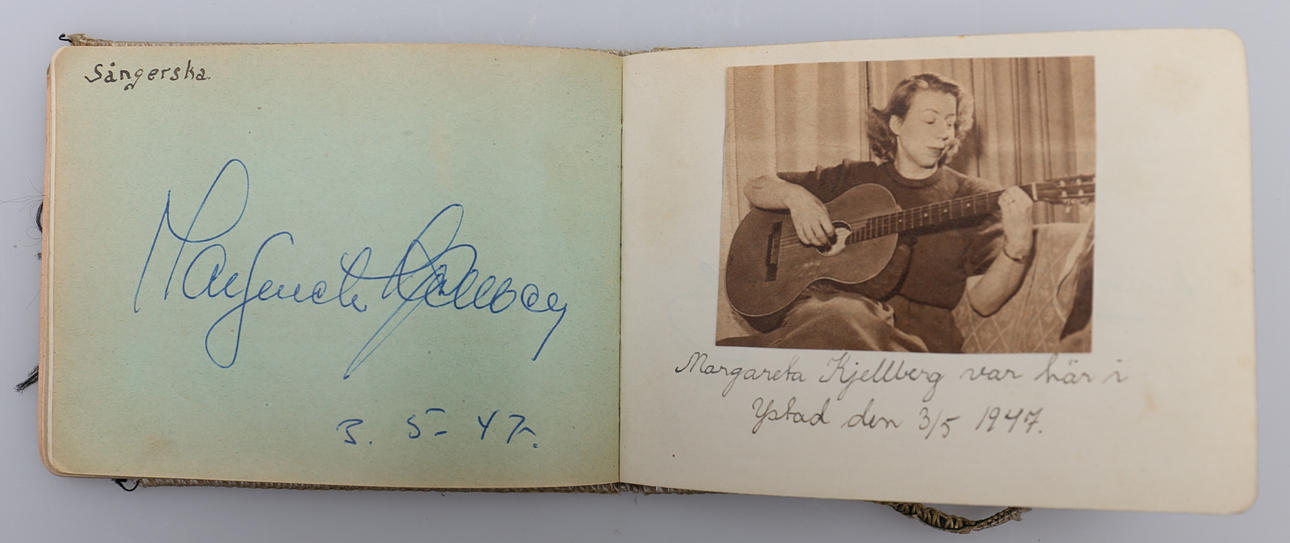 Sångerska
Margareta Kjellberg
3. 5- 47.
Margareta Kjellberg var här i
Ystad den 3/5 1947.